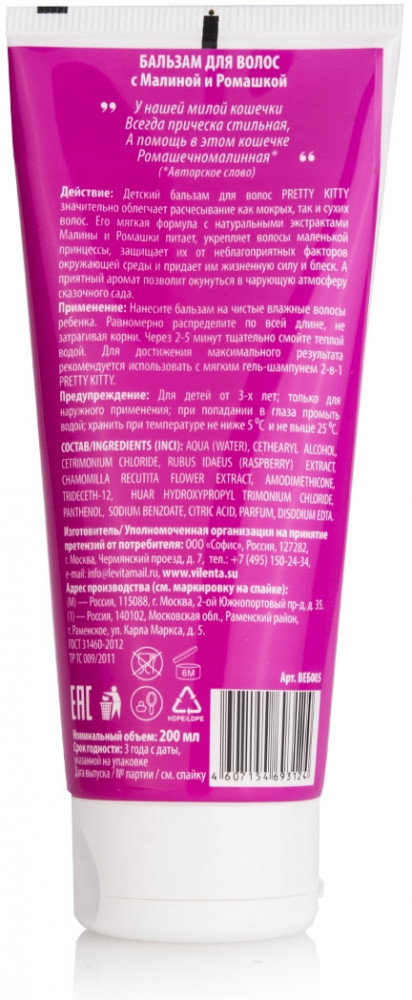 БАЛЬЗАМ ДЛЯ ВОЛОС
с Малиной и Ромашкой
„ У нашей милой кошечки
Всегда прическа стильная,
А помощь в этом кошечке
Ромашечномалинная* “
(*Авторское слово)
Действие: Детский бальзам для волос PRETTY KITTY
значительно облегчает расчесывание как мокрых, так и сухих
волос. Его мягкая формула с натуральными экстрактами
Малины и Ромашки питает, укрепляет волосы маленькой
принцессы, защищает их от неблагоприятных факторов
окружающей среды и придает им жизненную силу и блеск. А
приятный аромат позволит окунуться в чарующую атмосферу
сказочного сада.
Применение: Нанесите бальзам на чистые влажные волосы
ребенка. Равномерно распределите по всей длине, не
затрагивая корни. Через 2-5 минут тщательно смойте теплой
водой. Для достижения максимального результата
рекомендуется использовать с мягким гель-шампунем 2-в-1
PRETTY KITTY.
Предупреждение: Для детей от 3-х лет; только для
наружного применения; при попадании в глаза промыть
водой; хранить при температуре не ниже 5°С и не выше 25°С.
СОСТАВ/INGREDIENTS (INCI): AQUA (WATER), CETHEARYL ALCOHOL,
CETRIMONIUM CHLORIDE, RUBUS IDAEUS (RASPBERRY) EXTRACT,
CHAMOMILLA RECUTITA FLOWER EXTRACT, AMODIMETHICONE,
TRIDECETH-12, HUAR HYDROXYPROPYL TRIMONIUM CHLORIDE,
PANTHENOL, SODIUM BENZOATE, CITRIC ACID, PARFUM, DISODIUM EDTA.
Изготовитель/ Уполномоченная организация на принятие
претензий от потребителя: ООО «Софис», Россия, 127282,
г. Москва, Чермянский проезд, д. 7, тел.: +7 (495) 150-24-34,
e-mail: info@levitamail.ru, www.vilenta.su
Адрес производства (см. маркировку на спайке):
(М) — Россия, 115088, г. Москва, 2-ой Южнопортовый пр-д, д. 35.
(1) — Россия, 140102, Московская обл., Раменский район,
г. Раменское, ул. Карла Маркса, д. 5.
ГОСТ 31460-2012
ТР ТС 009/2011
6M
Арт. ВЕБ005
EAC
HDPE/LDPE
Номинальный объем: 200 мл
Срок годности: 3 года с даты,
указанной на упаковке
Дата выпуска / № партии / см. спайку
4 607154 693124